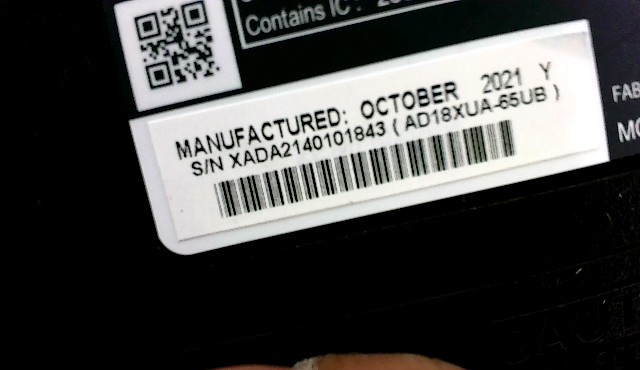 Contains IC :
MANUFACTURED: OCTOBER 2021 Y
S/N XADA2140101843 ( AD18XUA-65UB )